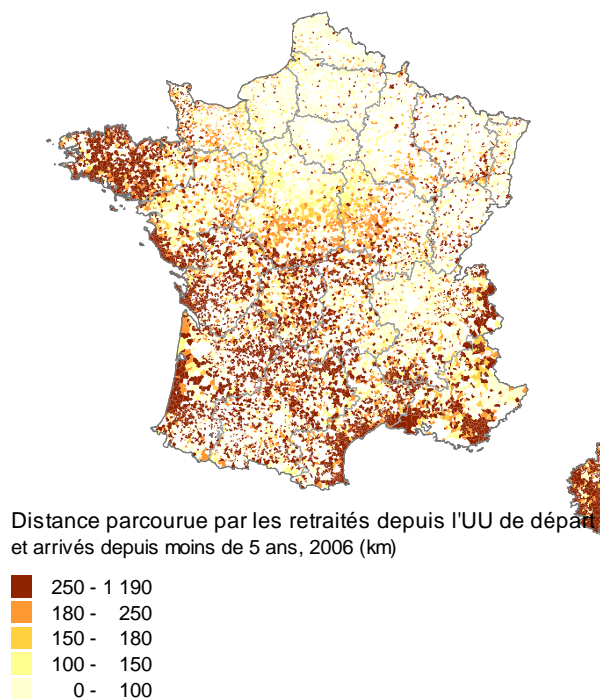 Distance parcourue par les retraités depuis l'UU de départ
et arrivés depuis moins de 5 ans, 2006 (km)
250 - 1 190
180 - 250
150 - 180
100 - 150
0 - 100